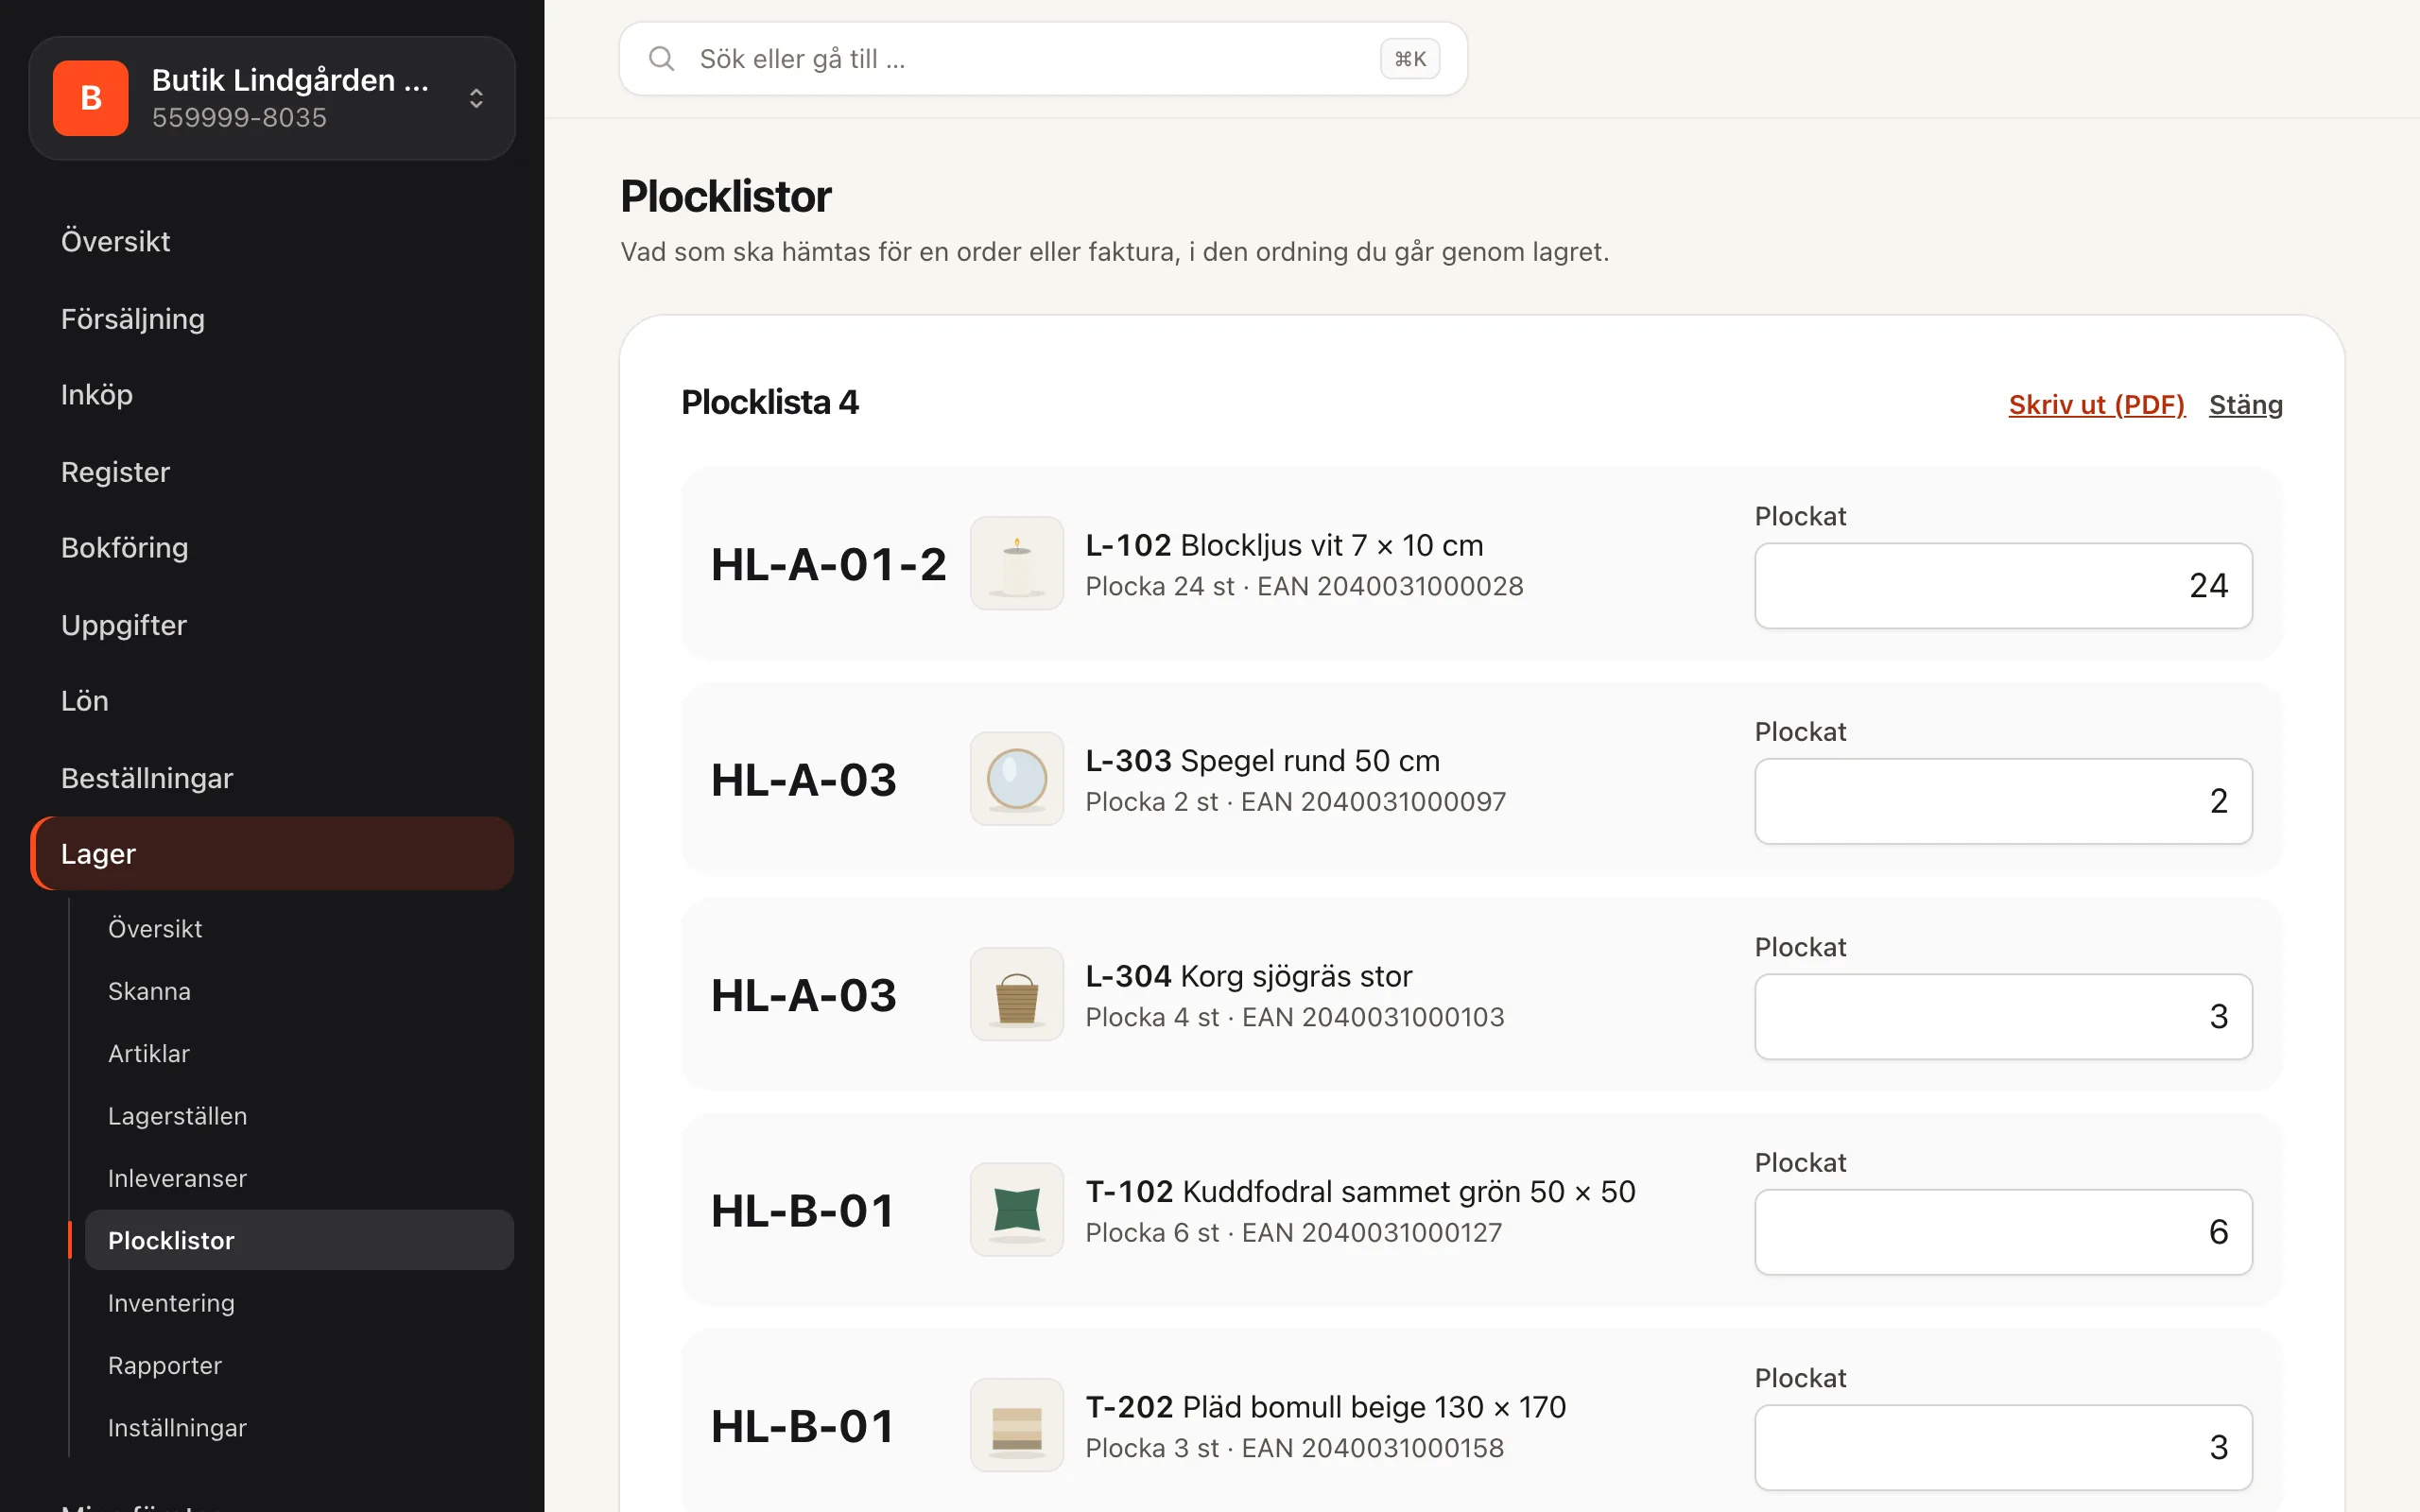 B
Butik Lindgården ...
559999-8035
Översikt
Försäljning
Inköp
Register
Bokföring
Uppgifter
Lön
Beställningar
Lager
Översikt
Skanna
Artiklar
Lagerställen
Inleveranser
Plocklistor
Inventering
Rapporter
Inställningar
Sök eller gå till ...
⌘K
Plocklistor
Vad som ska hämtas för en order eller faktura, i den ordning du går genom lagret.
Plocklista 4
Skriv ut (PDF) Stäng
HL-A-01-2
L-102 Blockljus vit 7 × 10 cm
Plocka 24 st · EAN 2040031000028
Plockat
24
HL-A-03
L-303 Spegel rund 50 cm
Plocka 2 st · EAN 2040031000097
Plockat
2
HL-A-03
L-304 Korg sjögräs stor
Plocka 4 st · EAN 2040031000103
Plockat
3
HL-B-01
T-102 Kuddfodral sammet grön 50 × 50
Plocka 6 st · EAN 2040031000127
Plockat
6
HL-B-01
T-202 Pläd bomull beige 130 × 170
Plocka 3 st · EAN 2040031000158
Plockat
3